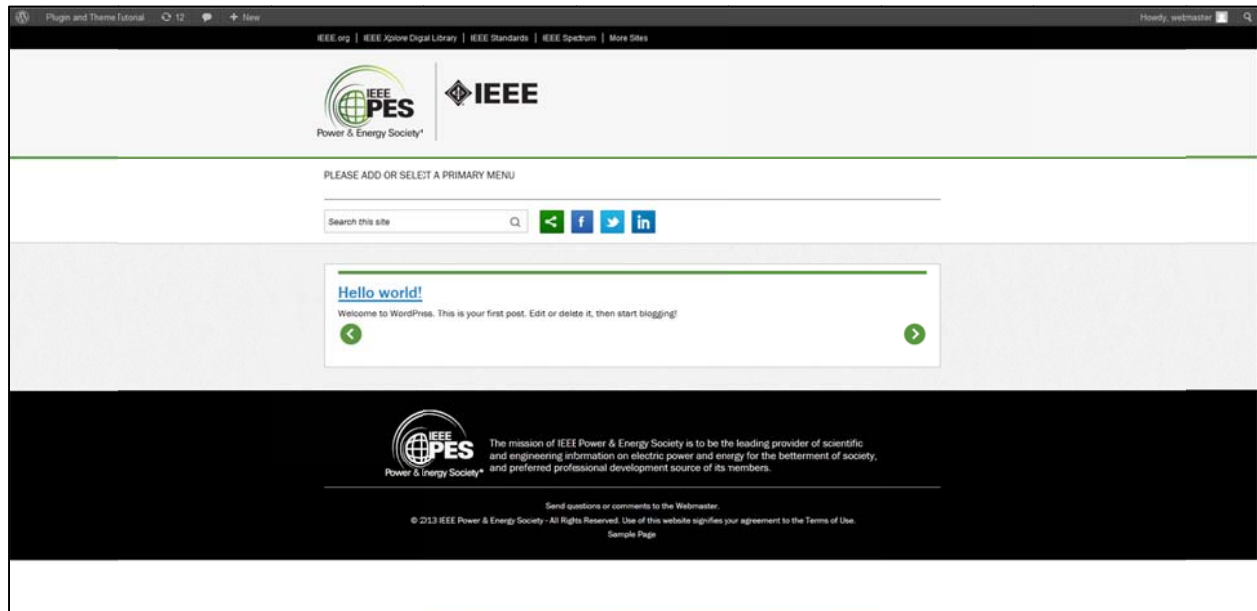 Plugin and Theme Tutorial 12 + New Howdy, webmaster
IEEE.org | IEEE Xplore Digal Library | IEEE Standards | IEEE Spectrum | More Sites
IEEE
PES
Power & Energy Society®
IEEE
PLEASE ADD OR SELECT A PRIMARY MENU
Search this site
f in
Hello world!
Welcome to WordPress. This is your first post. Edit or delete it, then start blogging!
IEEE
PES
Power & Energy Society®
The mission of IEEE Power & Energy Society is to be the leading provider of scientific
and engineering information on electric power and energy for the betterment of society,
and preferred professional development source of its members.
Send questions or comments to the Webmaster.
© 2013 IEEE Power & Energy Society - All Rights Reserved. Use of this website signifies your agreement to the Terms of Use.
Sample Page